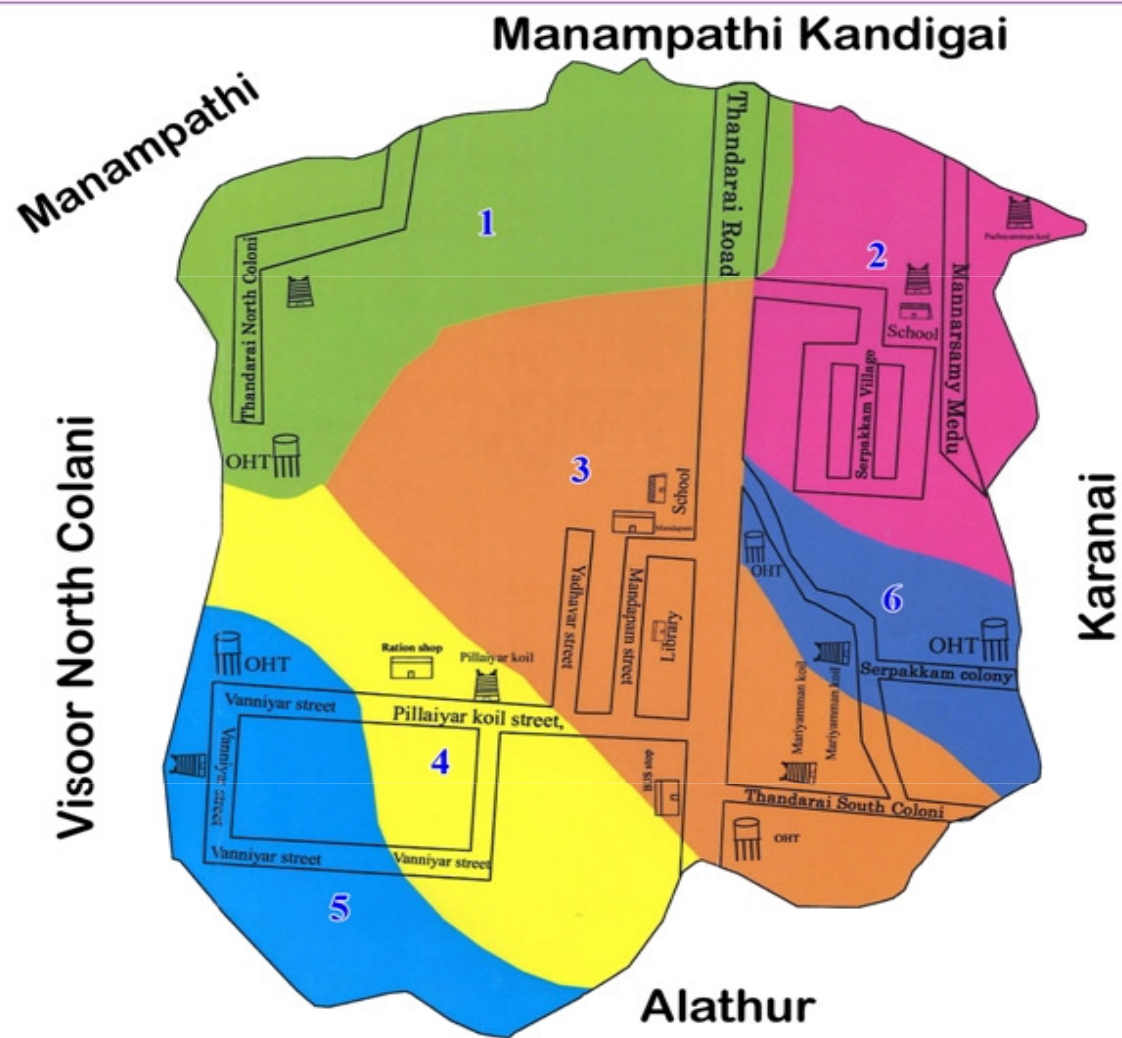 Manampathi Kandigai
Manampathi
Thandarai Road
1
2
Thandarai North Coloni
Mannarsamy Medu
School
Serpakkam Village
OHT
3
School
Mandapam
Visoor North Colani
Karanai
Yadhavar street
Mandapam street
Library
OHT
6
OHT
OHT
Ration shop
Pillaiyar koil
Serpakkam colony
Mariyamman koil
Mariyamman koil
Vanniyar street
Pillaiyar koil street,
Vanniyar street
4
Thandarai South Coloni
OHT
Vanniyar street
Vanniyar street
5
Alathur